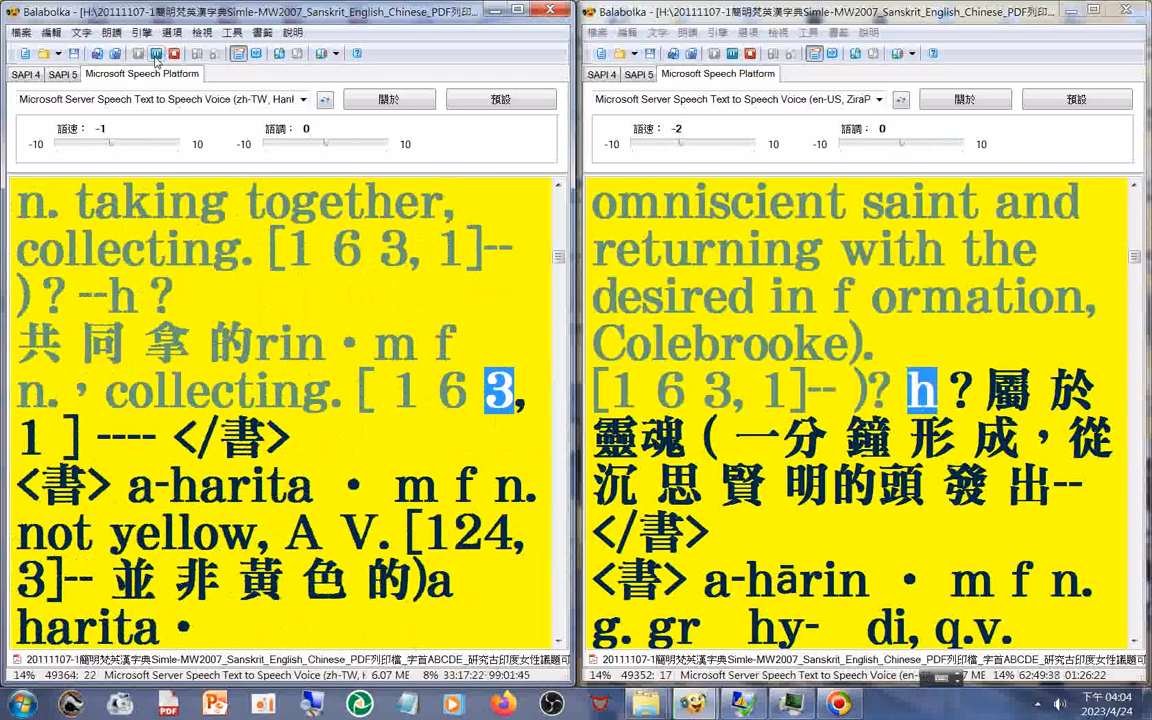 Balabolka - [H:\20111107-1簡明梵英漢字典Simle-MW2007_Sanskrit_English_Chinese_PDF列印...
檔案 編輯 文字 朗讀 引擎 選項 檢視 工具 書籤 說明
SAPI 4 SAPI 5 Microsoft Speech Platform
Microsoft Server Speech Text to Speech Voice (zh-TW, HanH 關於 預設
語速： -1 語調： 0
-10 10 -10 10
n. taking together,
collecting. [1 6 3, 1]--
)? --h ?
共 同 拿 的rin • m f
n.，collecting. [ 1 6 3,
1 ] ---- </書>
<書> a-harita • m f n.
not yellow, A V. [124,
3]-- 並 非 黃 色 的)a
harita •
20111107-1簡明梵英漢字典Simle-MW2007_Sanskrit_English_Chinese_PDF列印檔_字首ABCDE_研究古印度女性議題可
14% 49364: 22 Microsoft Server Speech Text to Speech Voice (zh-TW, H 6.07 MB 8% 33:17:22 99:01:45
Balabolka - [H:\20111107-1簡明梵英漢字典Simle-MW2007_Sanskrit_English_Chinese_PDF列印...
檔案 編輯 文字 朗讀 引擎 選項 檢視 工具 書籤 說明
SAPI 4 SAPI 5 Microsoft Speech Platform
Microsoft Server Speech Text to Speech Voice (en-US, ZiraP 關於 預設
語速： -2 語調： 0
-10 10 -10 10
omniscient saint and
returning with the
desired in f ormation,
Colebrooke).
[1 6 3, 1]-- )? h ? 屬 於
靈魂 ( 一分 鐘 形 成，從
沉 思 賢 明的頭 發 出--
</書>
<書> a-hārin • m f n.
g. gr hy- di, q.v.
20111107-1簡明梵英漢字典Simle-MW2007_Sanskrit_English_Chinese_PDF列印檔_字首ABCDE_研究古印度女性議題可
14% 49352: 17 Microsoft Server Speech Text to Speech Voice 14% 62:49:38 01:26:22
PDF
下午 04:04
2023/4/24